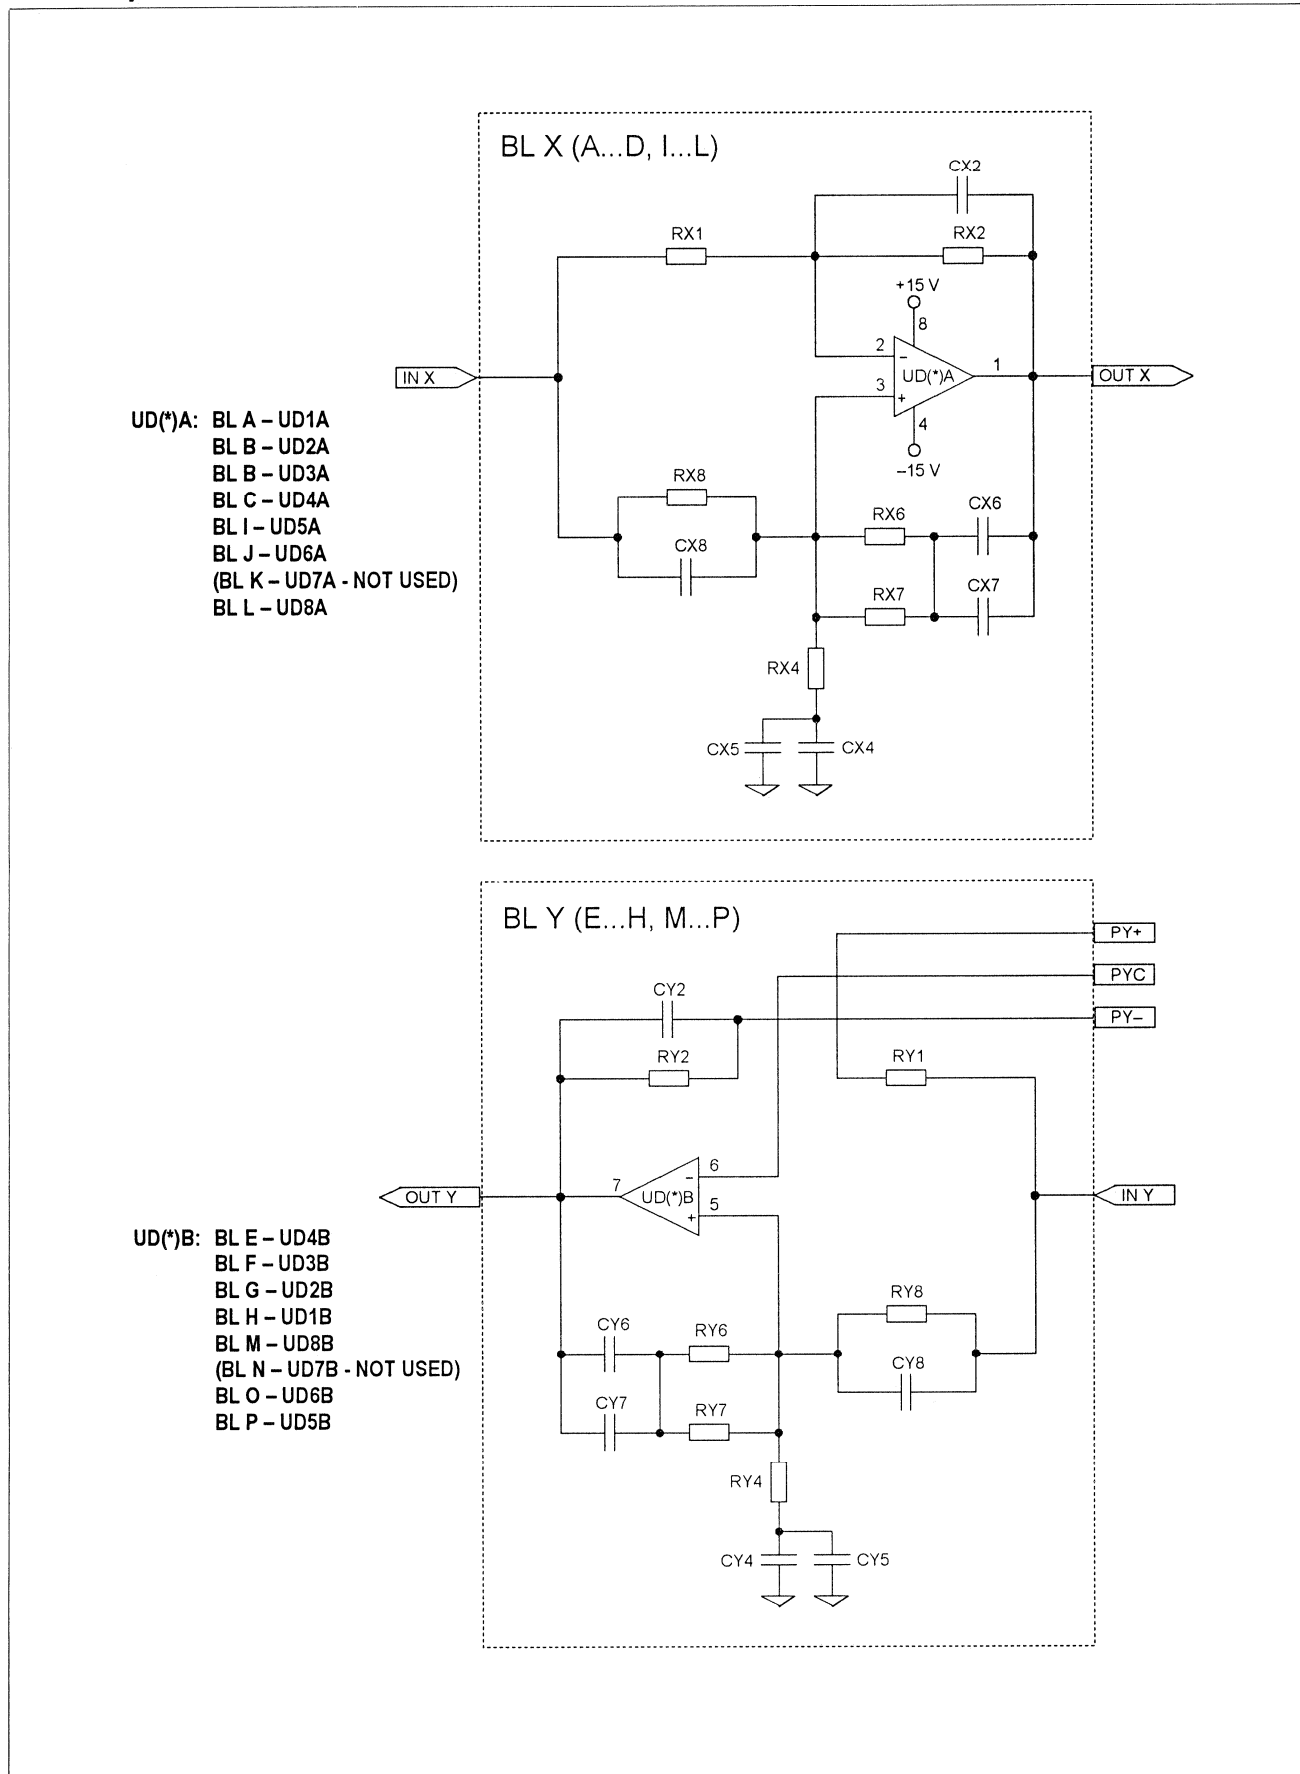 BL X (A...D, I...L)
CX2
RX1
RX2
+15 V
8
2
–
1
IN X
UD(*)A
OUT X
3
+
4
–15 V
UD(*)A: BL A – UD1A
BL B – UD2A
BL B – UD3A
BL C – UD4A
BL I – UD5A
BL J – UD6A
(BL K – UD7A - NOT USED)
BL L – UD8A
RX8
CX8
RX6
CX6
RX7
CX7
RX4
CX5
CX4
BL Y (E...H, M...P)
PY+
PYC
PY–
CY2
RY2
RY1
6
–
7
UD(*)B
5
+
OUT Y
IN Y
UD(*)B: BL E – UD4B
BL F – UD3B
BL G – UD2B
BL H – UD1B
BL M – UD8B
(BL N – UD7B - NOT USED)
BL O – UD6B
BL P – UD5B
RY8
CY8
CY6
RY6
CY7
RY7
RY4
CY4
CY5